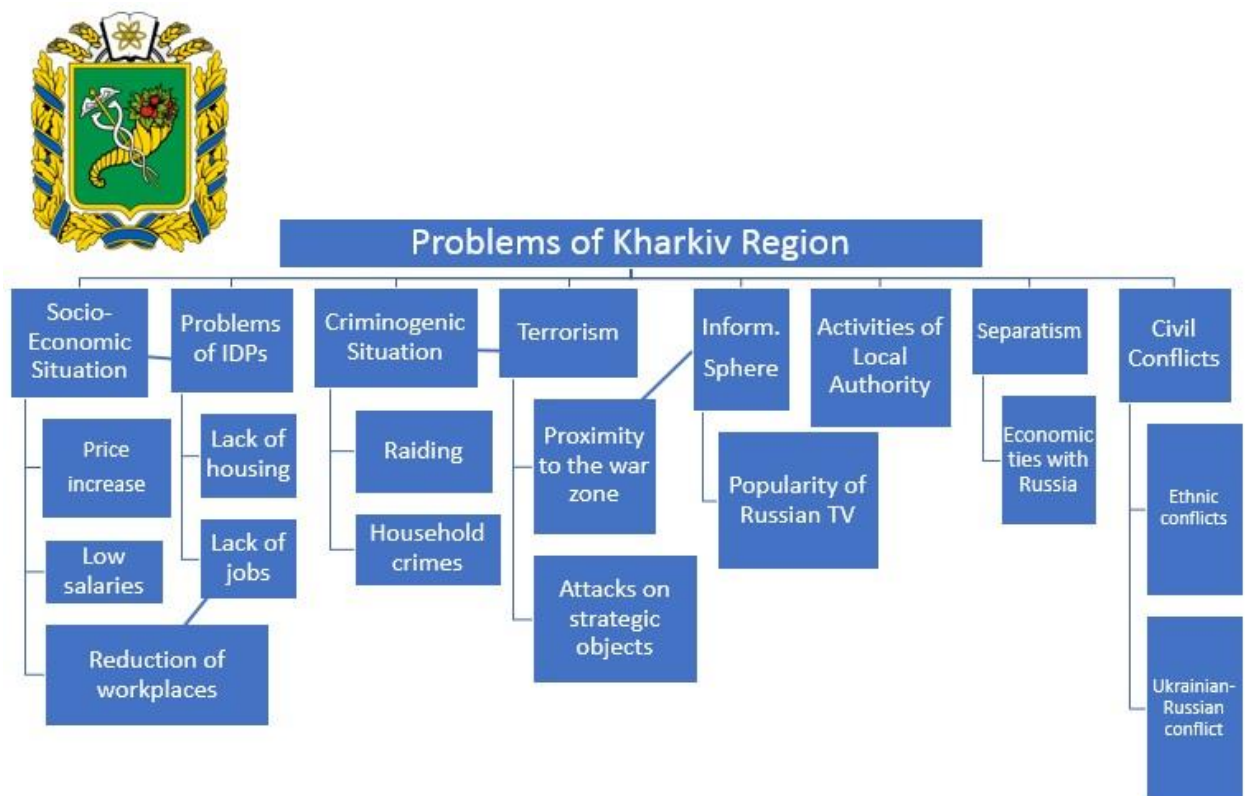 Problems of Kharkiv Region
Socio-
Economic
Situation
Price
increase
Low
salaries
Reduction of
workplaces
Problems
of IDPs
Lack of
housing
Lack of
jobs
Criminogenic
Situation
Raiding
Household
crimes
Terrorism
Proximity
to the war
zone
Attacks on
strategic
objects
Inform.
Sphere
Popularity of
Russian TV
Activities of
Local
Authority
Separatism
Economic
ties with
Russia
Civil
Conflicts
Ethnic
conflicts
Ukrainian-
Russian
conflict